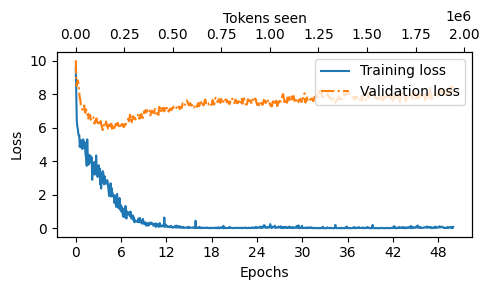 Tokens seen
1e6
0.00 0.25 0.50 0.75 1.00 1.25 1.50 1.75 2.00
10
8
6
4
2
0
Loss
Training loss
Validation loss
0 6 12 18 24 30 36 42 48
Epochs